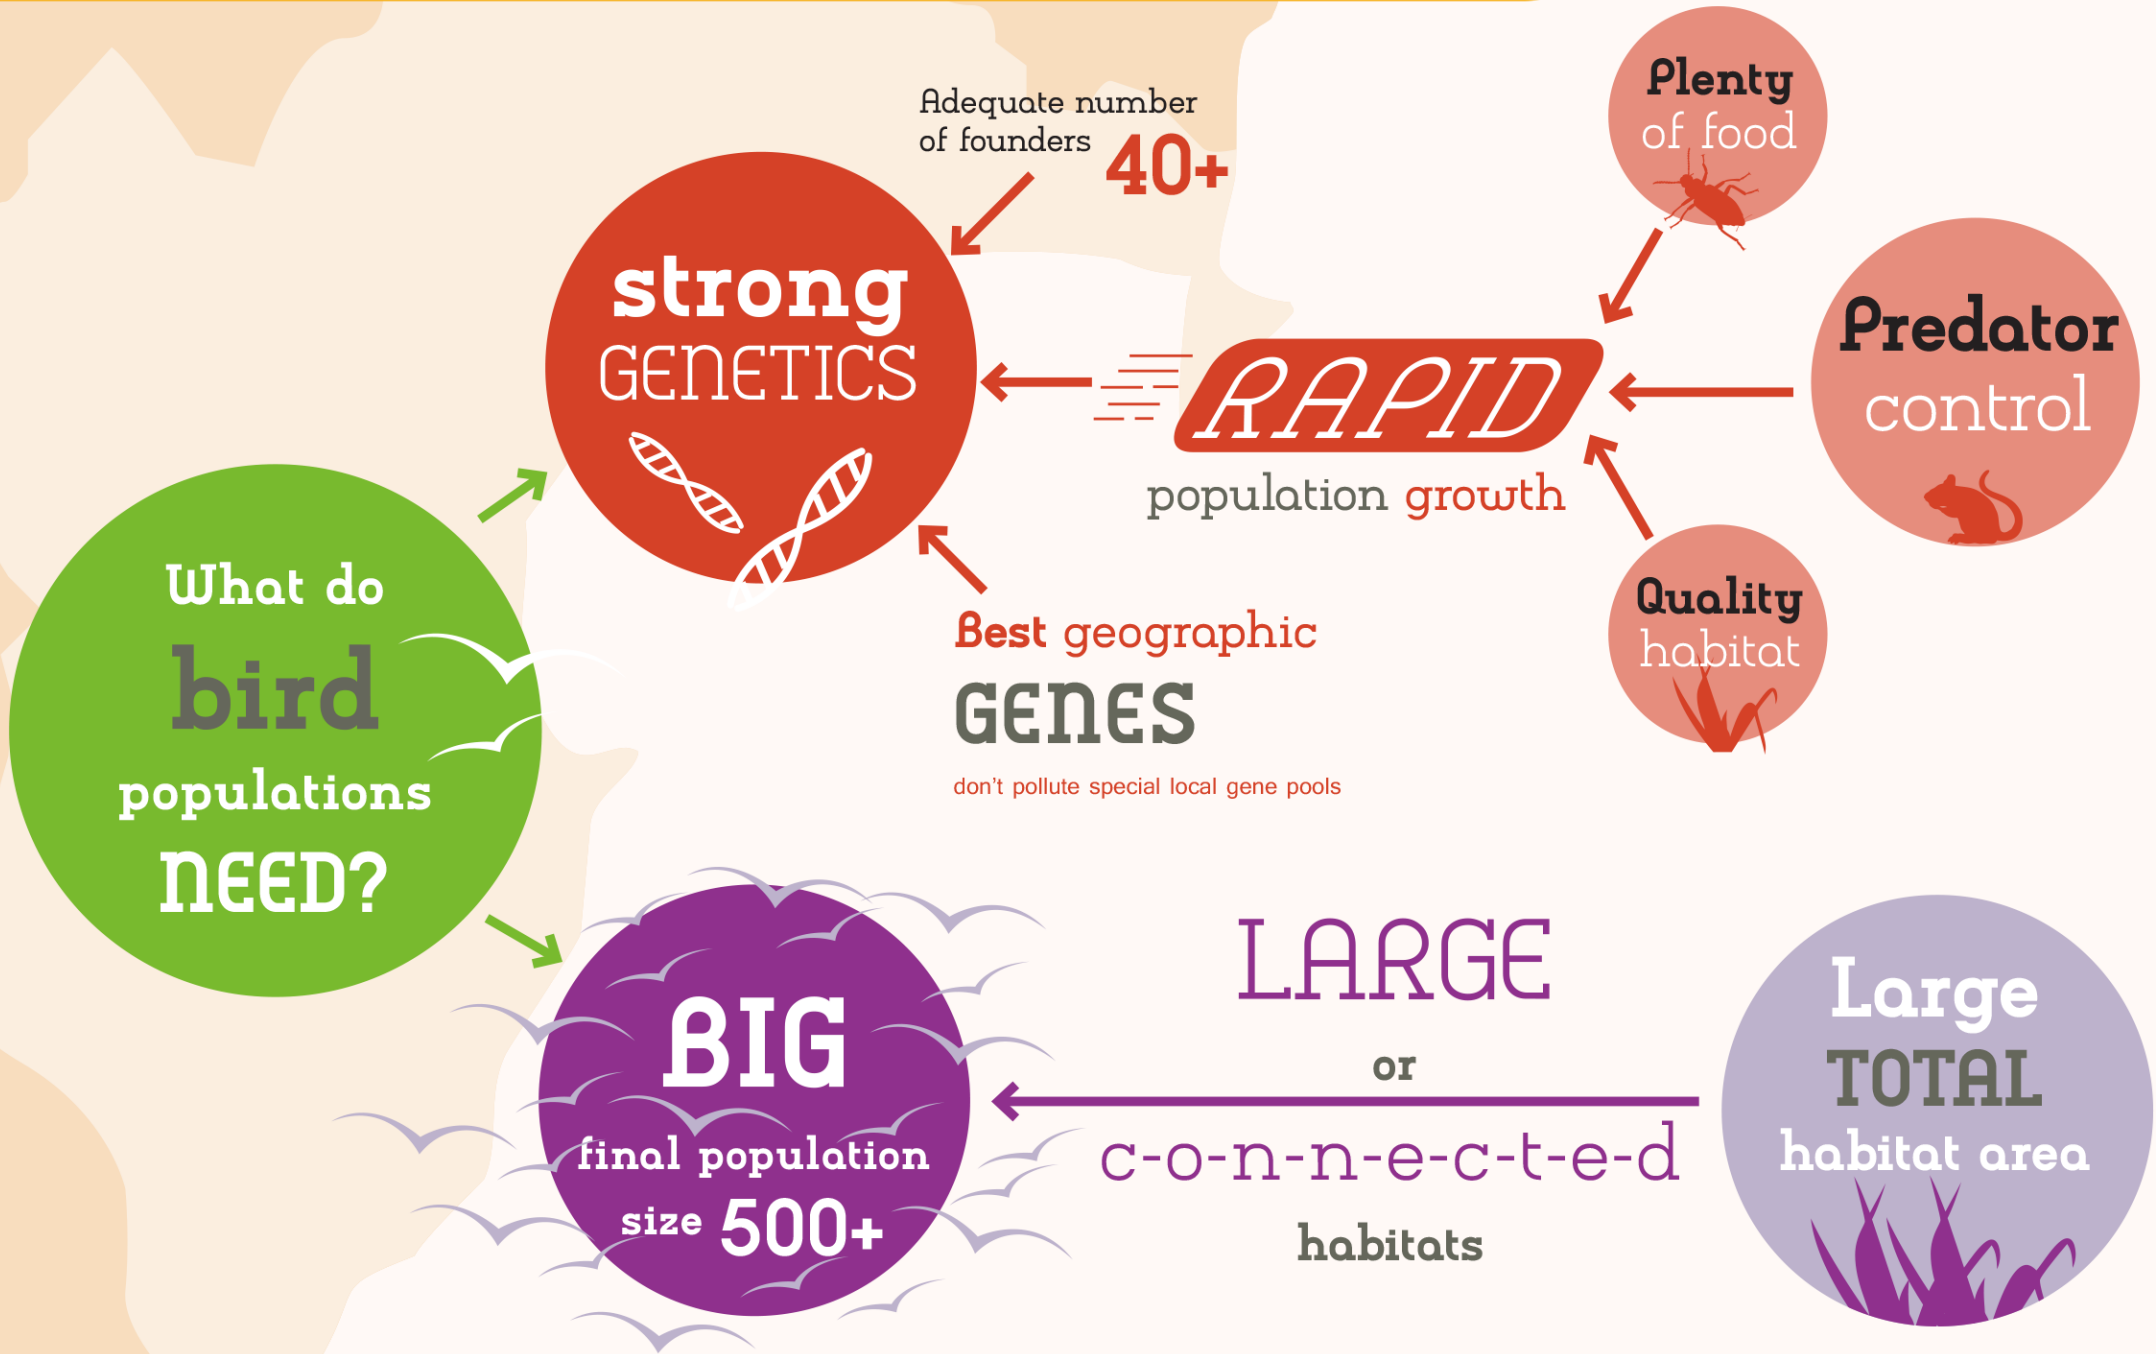 What do
bird
populations
NEED?
strong
GENETICS
Adequate number
of founders 40+
RAPID
population growth
Plenty
of food
Predator
control
Quality
habitat
Best geographic
GENES
don't pollute special local gene pools
BIG
final population
size 500+
LARGE
or
c-o-n-n-e-c-t-e-d
habitats
Large
TOTAL
habitat area